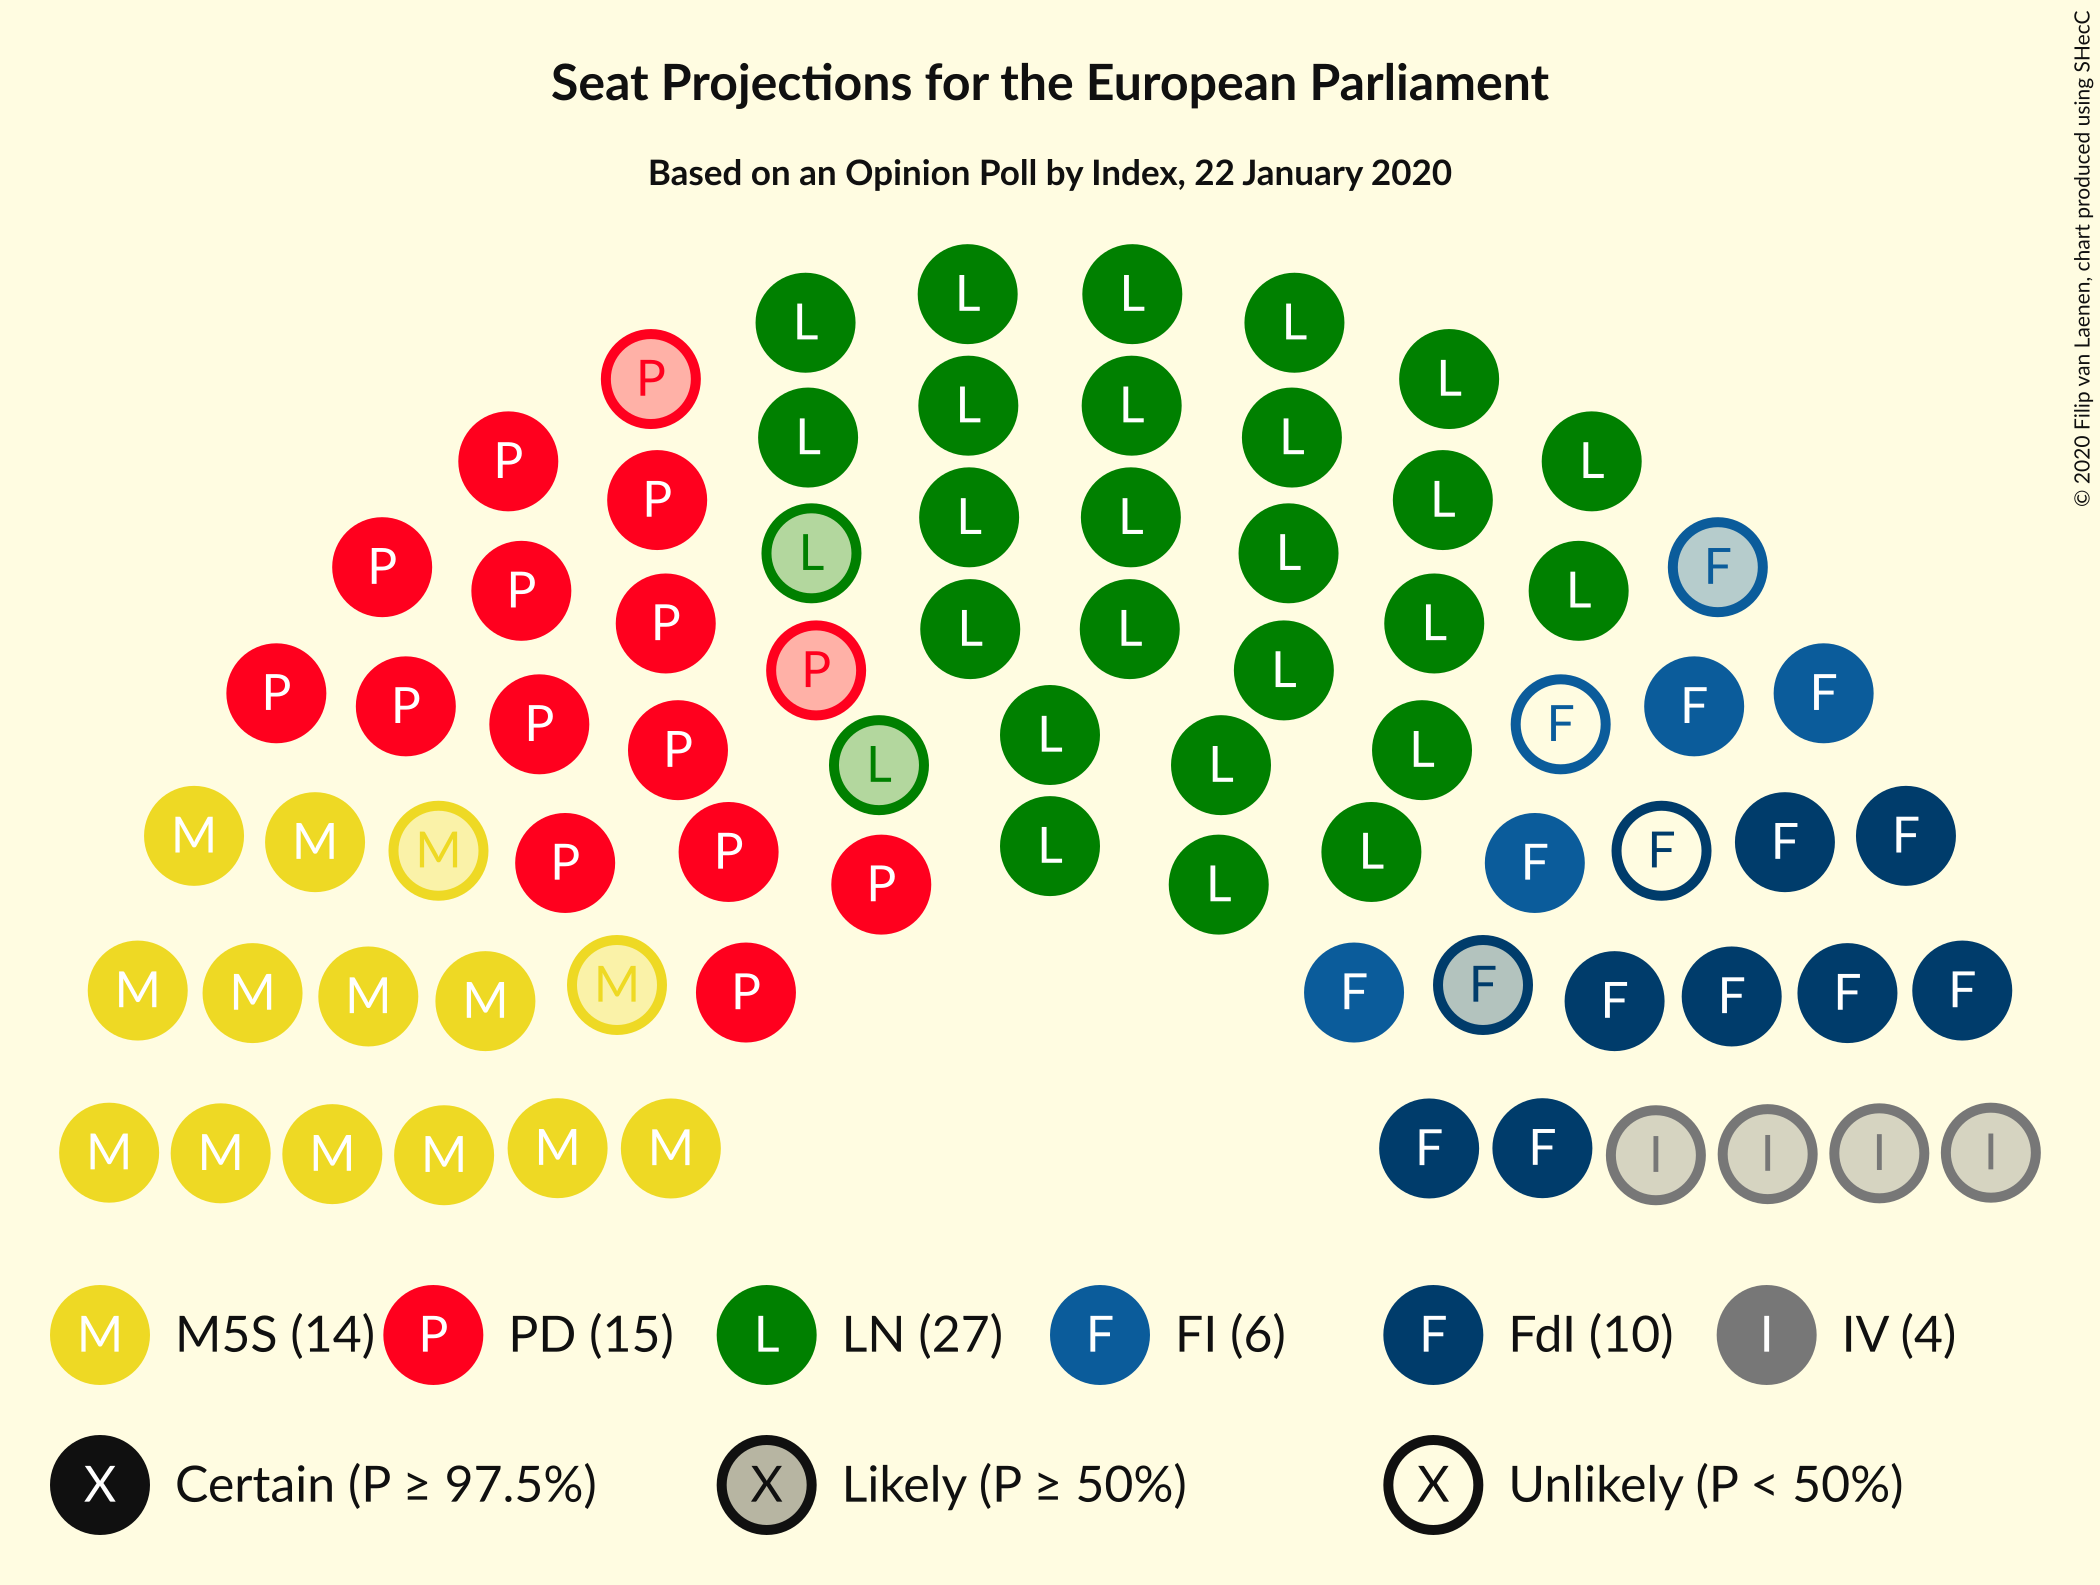 Seat Projections for the European Parliament
Based on an Opinion Poll by Index, 22 January 2020
© 2020 Filip van Laenen, chart produced using SHecC
L L
L L
P L
L L
L L
P L
P L
P L
L L
L L
P F
P L
P P
L L
L P
P L
P F
P F
P L
P L
L L
M F
M F
L
P L
M F
P F
P L
M M
P F
P L
M F
M F
M F
M F
M F
P F
M F
M F
M I
M I
M I
M I
M M PD (15)
M M5S (14) P PD (15) L LN (27) F FI (6) F FdI (10) I IV (4)
X Certain (P ≥ 97.5%) X Likely (P ≥ 50%) X Unlikely (P < 50%)